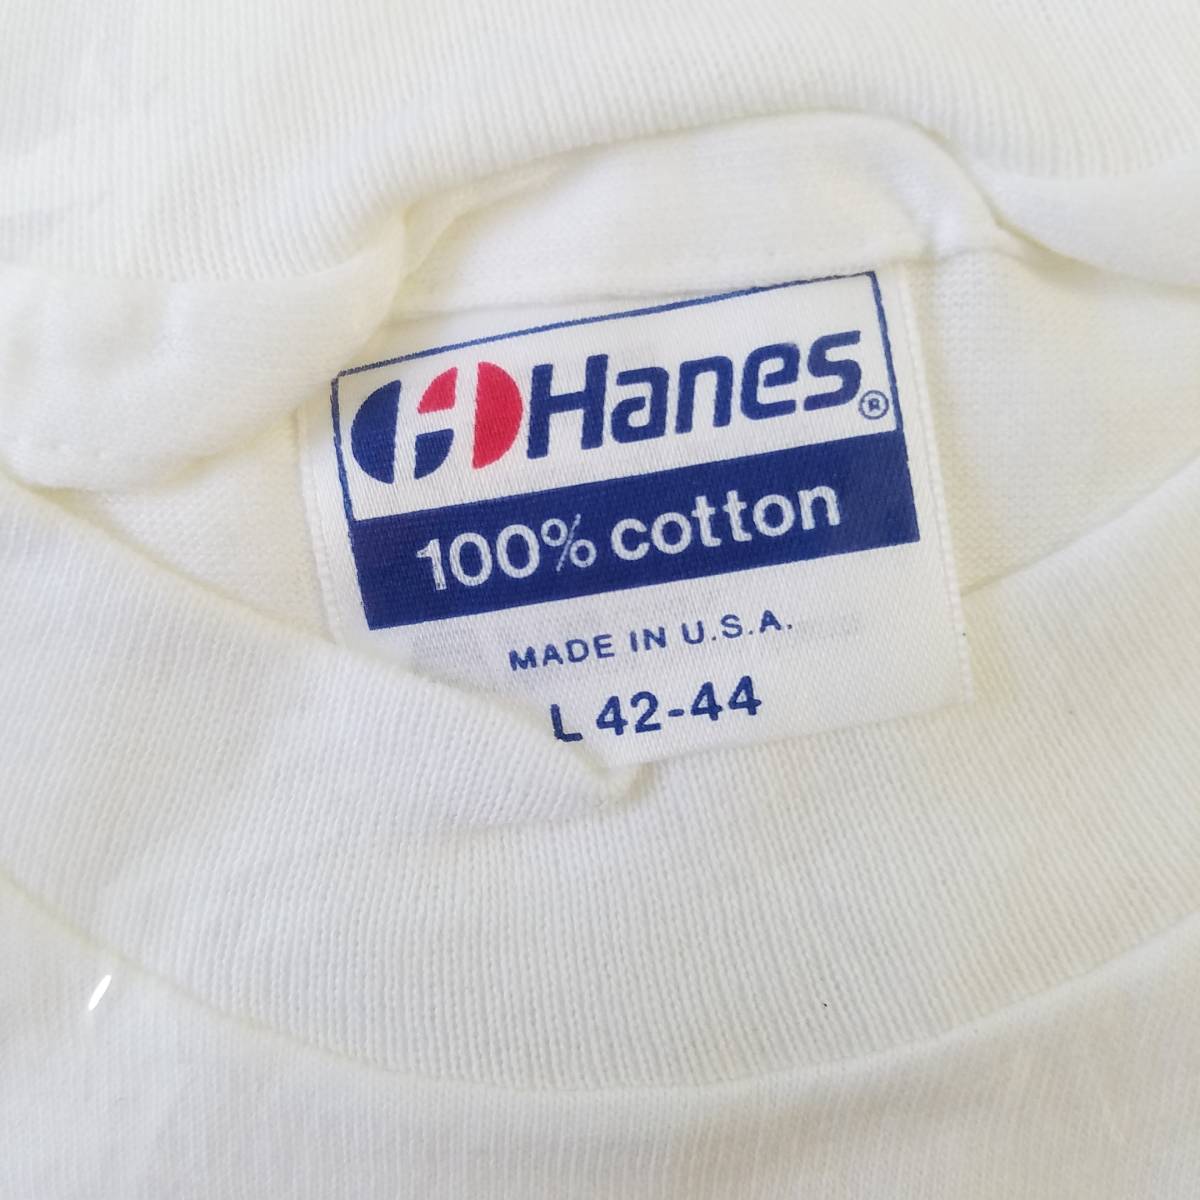 Hanes®
100% cotton
MADE IN U.S.A.
L 42-44